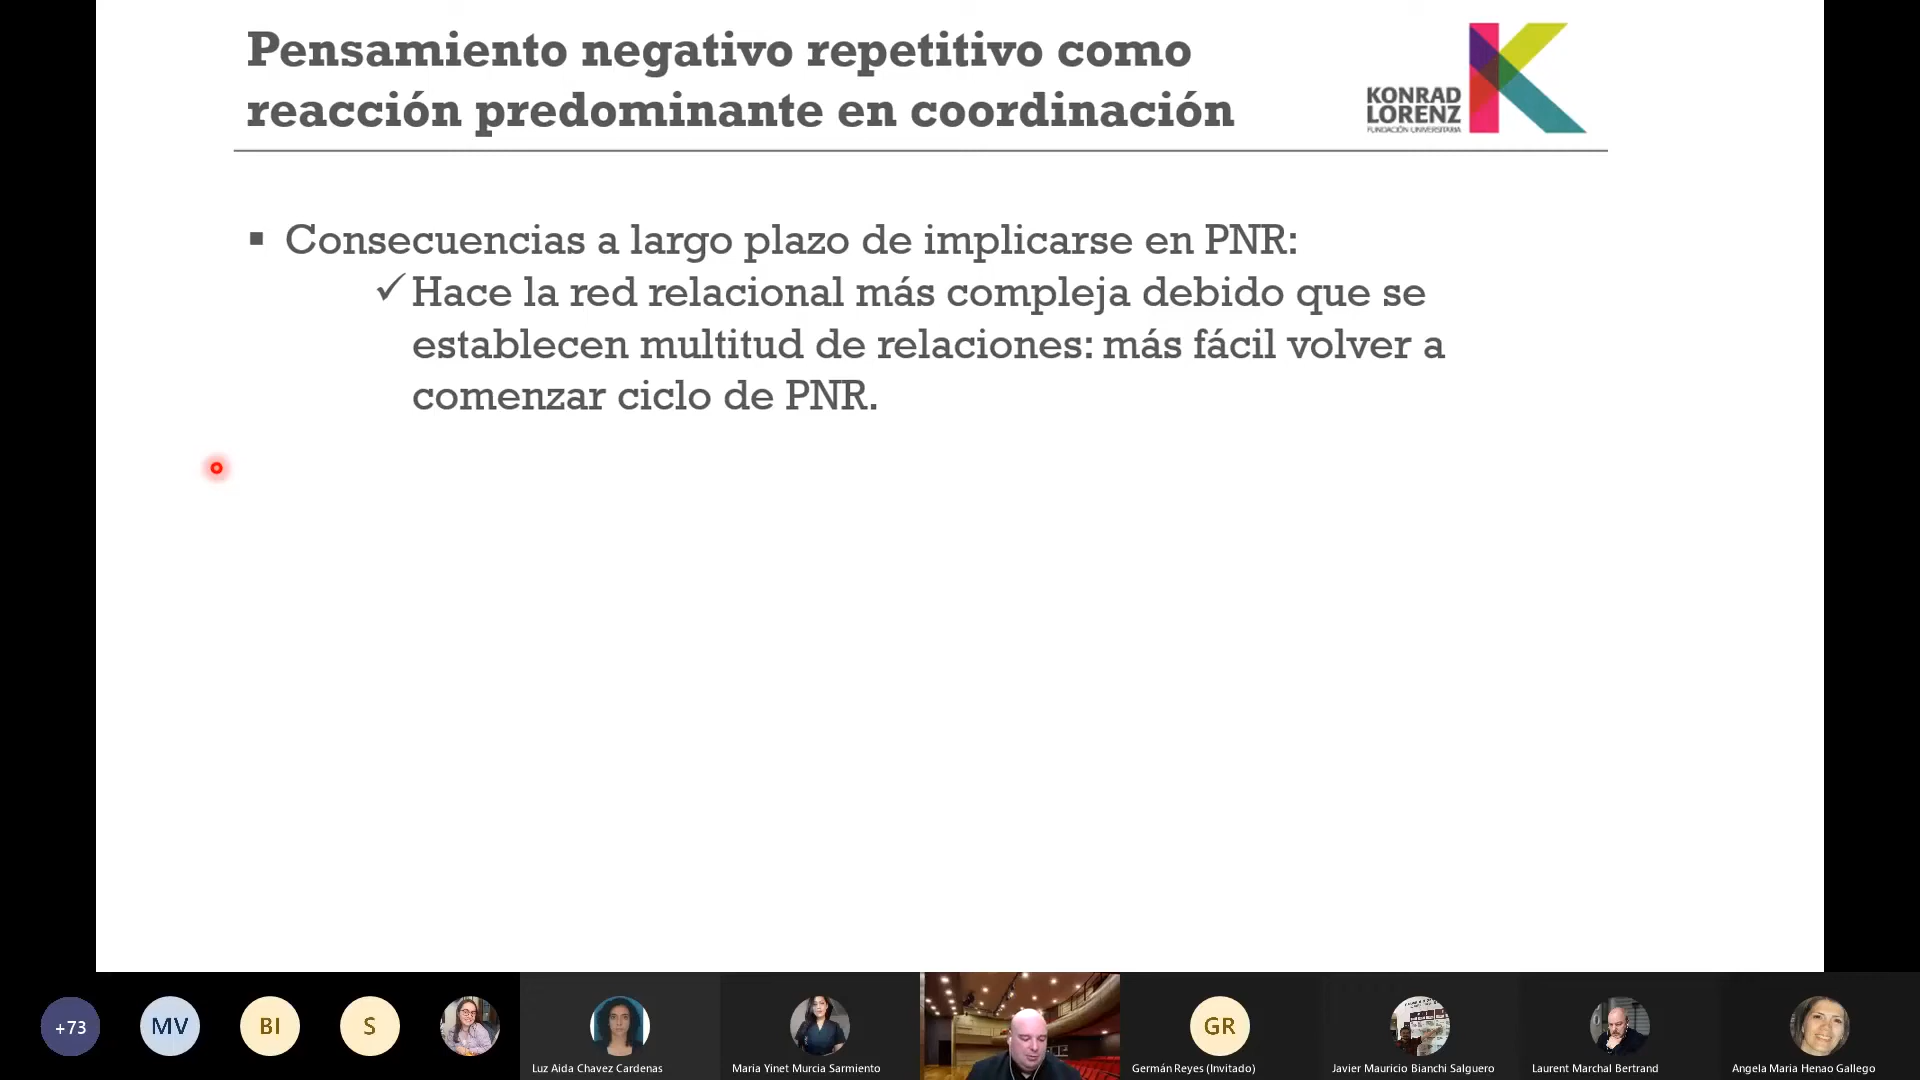 Pensamiento negativo repetitivo como
reacción predominante en coordinación
KONRAD
LORENZ
FUNDACIÓN UNIVERSITARIA
▪ Consecuencias a largo plazo de implicarse en PNR:
✓ Hace la red relacional más compleja debido que se
establecen multitud de relaciones: más fácil volver a
comenzar ciclo de PNR.
+73
MV
BI
S
GR
Luz Aida Chavez Cardenas
Maria Yinet Murcia Sarmiento
Germán Reyes (Invitado)
Javier Mauricio Bianchi Salguero
Laurent Marchal Bertrand
Angela Maria Henao Gallego